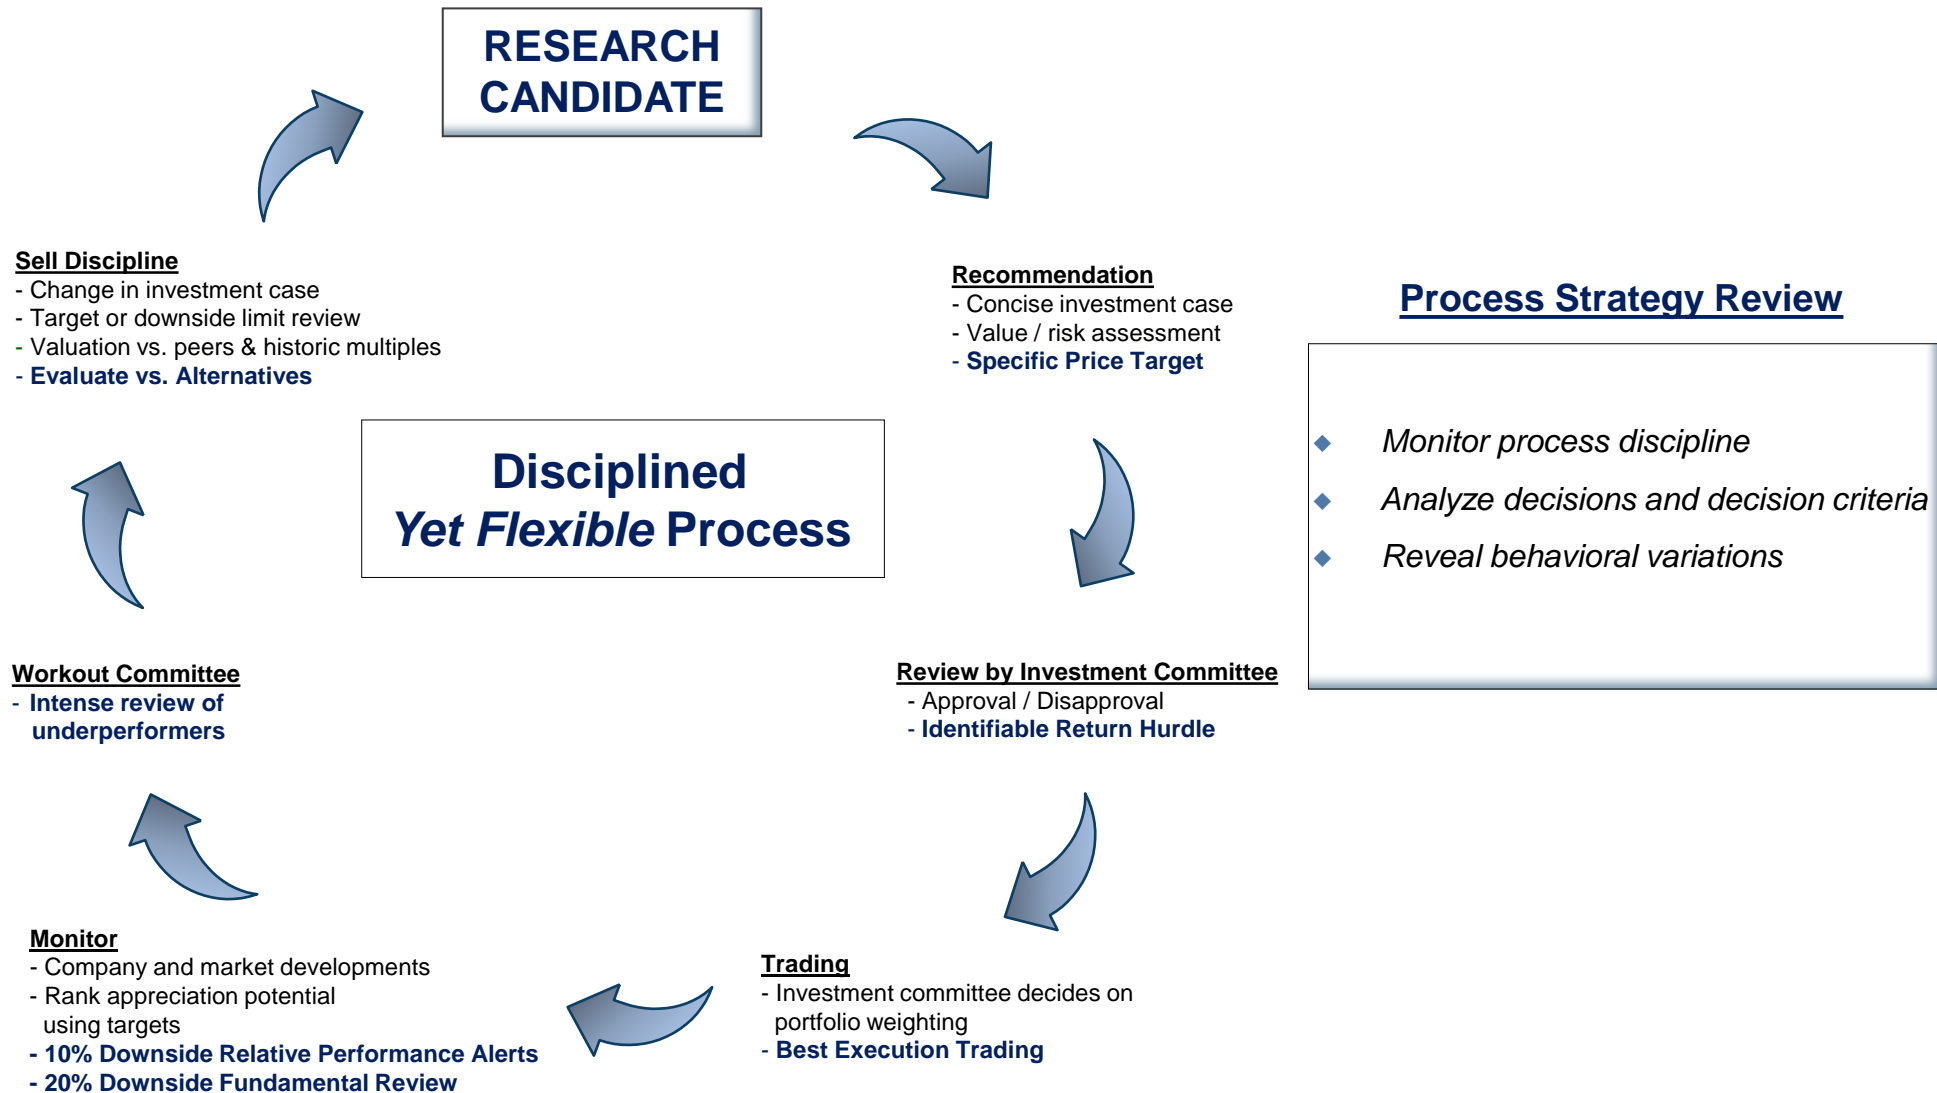 RESEARCH
CANDIDATE
Recommendation
- Concise investment case
- Value / risk assessment
- Specific Price Target
Review by Investment Committee
- Approval / Disapproval
- Identifiable Return Hurdle
Trading
- Investment committee decides on
portfolio weighting
- Best Execution Trading
Monitor
- Company and market developments
- Rank appreciation potential
using targets
- 10% Downside Relative Performance Alerts
- 20% Downside Fundamental Review
Workout Committee
- Intense review of
underperformers
Sell Discipline
- Change in investment case
- Target or downside limit review
- Valuation vs. peers & historic multiples
- Evaluate vs. Alternatives
Disciplined
Yet Flexible Process
Process Strategy Review
◆ Monitor process discipline
◆ Analyze decisions and decision criteria
◆ Reveal behavioral variations